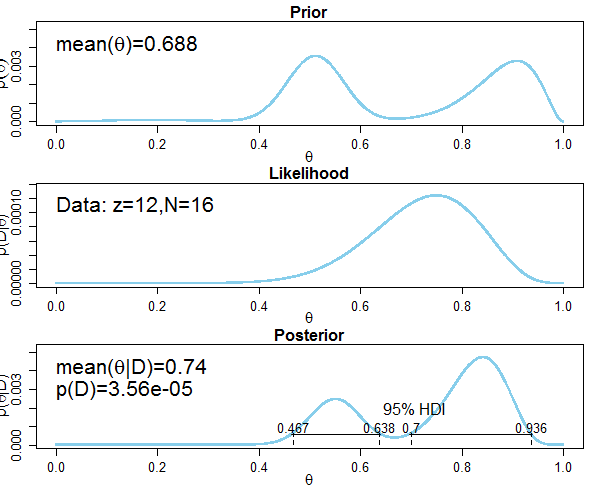 Prior
mean(θ)=0.688
p(θ)
0.003
0.000
0.0 0.2 0.4 0.6 0.8 1.0
θ
Likelihood
Data: z=12,N=16
p(D|θ)
0.00010
0.00000
0.0 0.2 0.4 0.6 0.8 1.0
θ
Posterior
mean(θ|D)=0.74
p(D)=3.56e-05
p(θ|D)
0.003
0.000
95% HDI
0.467 0.638 0.7 0.936
0.0 0.2 0.4 0.6 0.8 1.0
θ